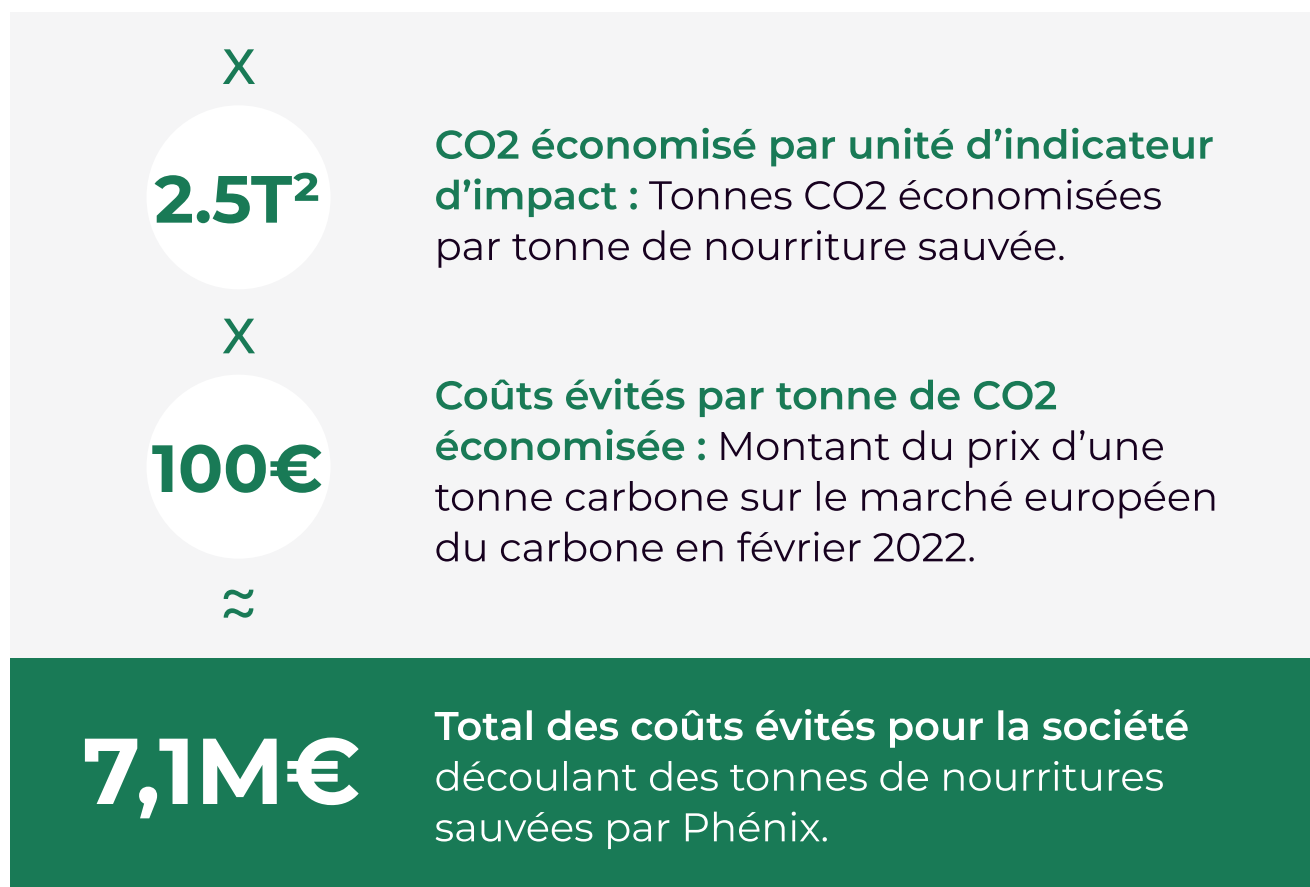 X
2.5T²
CO2 économisé par unité d’indicateur
d’impact : Tonnes CO2 économisées
par tonne de nourriture sauvée.
X
100€
Coûts évités par tonne de CO2
économisée : Montant du prix d’une
tonne carbone sur le marché européen
du carbone en février 2022.
≈
7,1M€
Total des coûts évités pour la société
découlant des tonnes de nourritures
sauvées par Phénix.